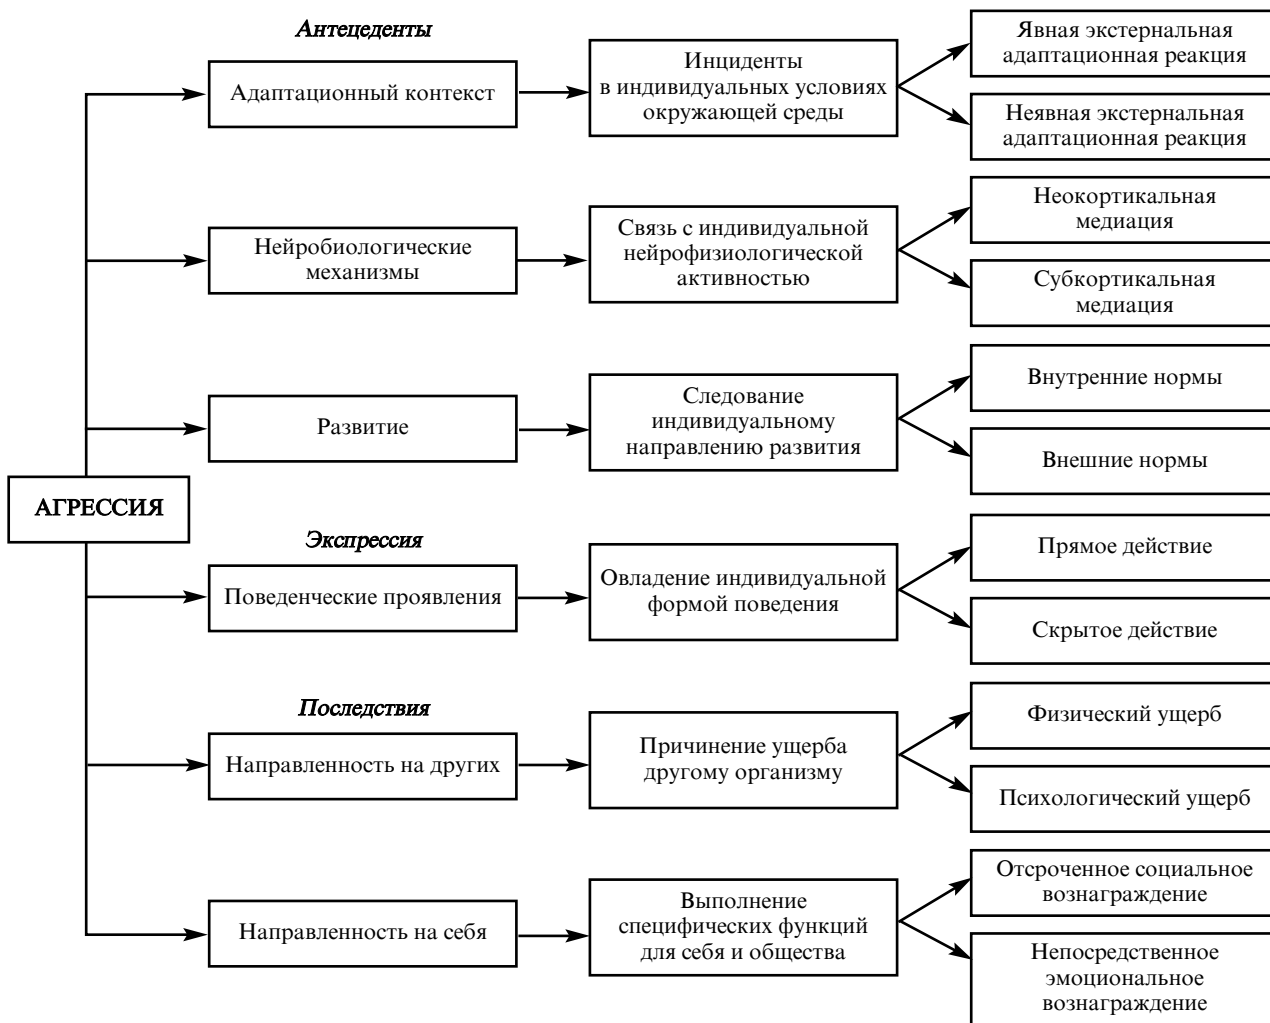 Антецеденты
Адаптационный контекст
Инциденты
в индивидуальных условиях
окружающей среды
Явная экстернальная
адаптационная реакция
Неявная экстернальная
адаптационная реакция
Нейробиологические
механизмы
Связь с индивидуальной
нейрофизиологической
активностью
Неокортикальная
медиация
Субкортикальная
медиация
Развитие
Следование
индивидуальному
направлению развития
Внутренние нормы
Внешние нормы
АГРЕССИЯ
Экспрессия
Поведенческие проявления
Овладение индивидуальной
формой поведения
Прямое действие
Скрытое действие
Последствия
Направленность на других
Причинение ущерба
другому организму
Физический ущерб
Психологический ущерб
Направленность на себя
Выполнение
специфических функций
для себя и общества
Отсроченное социальное
вознаграждение
Непосредственное
эмоциональное
вознаграждение